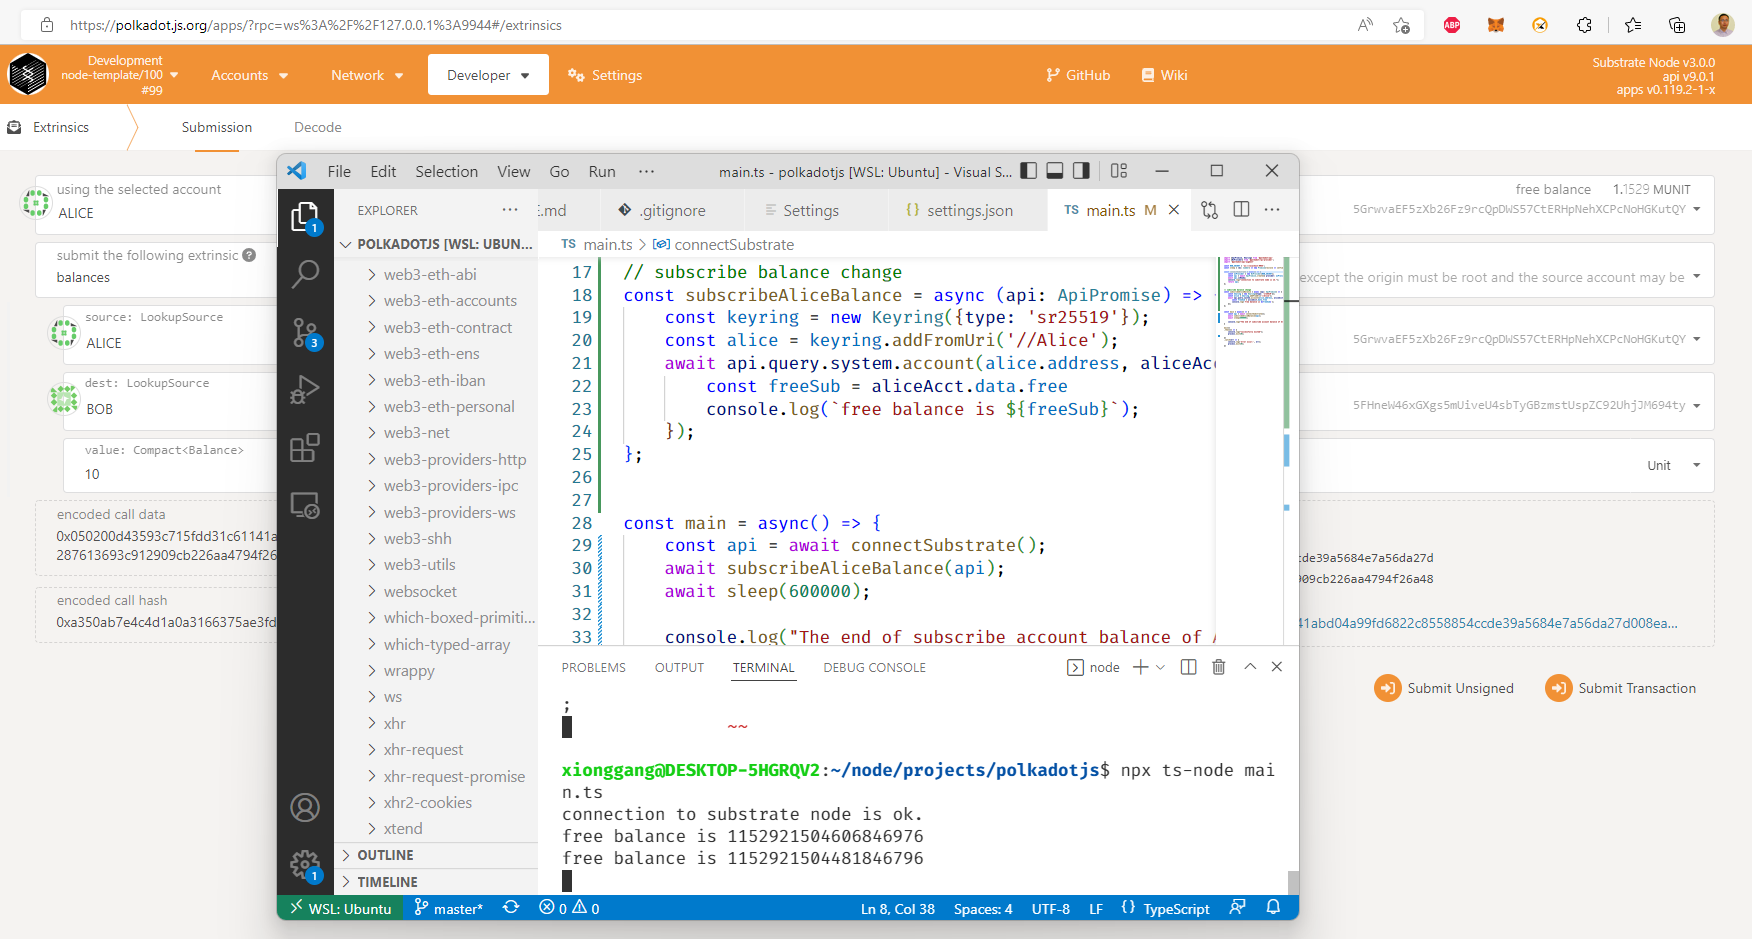 https://polkadot.js.org/apps/?rpc=ws%3A%2F%2F127.0.0.1%3A9944#/extrinsics
ABP
Development
node-template/100
#99
Accounts
Network
Developer
Settings
GitHub
Wiki
Substrate Node v3.0.0
api v9.0.1
apps v0.119.2-1-x
Extrinsics
Submission
Decode
using the selected account
ALICE
free balance 1.1529 MUNIT
5GrwvaEF5zXb26Fz9rcQpDWS57CtERHpNehXCPcNoHGKutQY
submit the following extrinsic ?
balances
except the origin must be root and the source account may be
source: LookupSource
ALICE
5GrwvaEF5zXb26Fz9rcQpDWS57CtERHpNehXCPcNoHGKutQY
dest: LookupSource
BOB
5FHneW46xGXgs5mUiveU4sbTyGBzmstUspZC92UhjJM694ty
value: Compact<Balance>
10
Unit
encoded call data
0x050200d43593c715fdd31c61141a
287613693c912909cb226aa4794f26
cde39a5684e7a56da27d
909cb226aa4794f26a48
encoded call hash
0xa350ab7e4c4d1a0a3166375ae3fd
41abd04a99fd6822c8558854ccde39a5684e7a56da27d008ea...
Submit Unsigned
Submit Transaction
File Edit Selection View Go Run ···
main.ts - polkadotjs [WSL: Ubuntu] - Visual S...
EXPLORER ···
E.md
.gitignore
Settings
settings.json
TS main.ts M
TS main.ts > connectSubstrate
POLKADOTJS [WSL: UBUN...
web3-eth-abi
web3-eth-accounts
web3-eth-contract
web3-eth-ens
web3-eth-iban
web3-eth-personal
web3-net
web3-providers-http
web3-providers-ipc
web3-providers-ws
web3-shh
web3-utils
websocket
which-boxed-primiti...
which-typed-array
wrappy
ws
xhr
xhr-request
xhr-request-promise
xhr2-cookies
xtend
OUTLINE
TIMELINE
1
3
1
17 // subscribe balance change
18 const subscribeAliceBalance = async (api: ApiPromise) =>
19 const keyring = new Keyring({type: 'sr25519'});
20 const alice = keyring.addFromUri('//Alice');
21 await api.query.system.account(alice.address, aliceAcc
22 const freeSub = aliceAcct.data.free
23 console.log(`free balance is ${freeSub}`);
24 });
25 };
26
27
28 const main = async() => {
29 const api = await connectSubstrate();
30 await subscribeAliceBalance(api);
31 await sleep(600000);
32
33 console.log("The end of subscribe account balance of A
PROBLEMS OUTPUT TERMINAL DEBUG CONSOLE
node
;
~~
xionggang@DESKTOP-5HGRQV2:~/node/projects/polkadotjs$ npx ts-node mai
n.ts
connection to substrate node is ok.
free balance is 1152921504606846976
free balance is 1152921504481846796
WSL: Ubuntu
master*
0
0
Ln 8, Col 38
Spaces: 4
UTF-8
LF
{} TypeScript